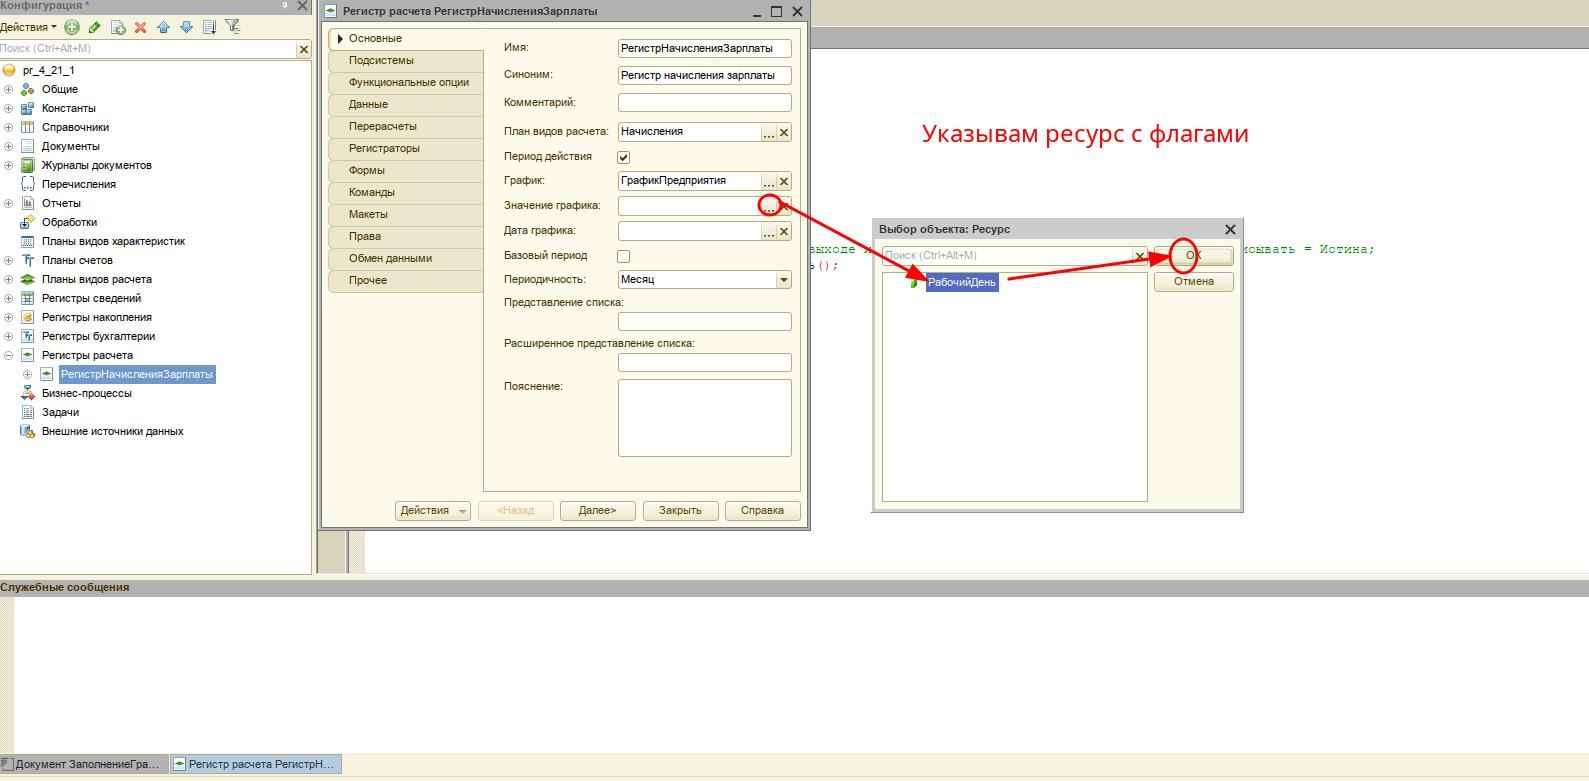 Конфигурация *
Действия
Поиск (Ctrl+Alt+M)
pr_4_21_1
Общие
Константы
Справочники
Документы
Журналы документов
Перечисления
Отчеты
Обработки
Планы видов характеристик
Планы счетов
Планы видов расчета
Регистры сведений
Регистры накопления
Регистры бухгалтерии
Регистры расчета
РегистрНачисленияЗарплаты
Бизнес-процессы
Задачи
Внешние источники данных
Регистр расчета РегистрНачисленияЗарплаты
Основные
Подсистемы
Функциональные опции
Данные
Перерасчеты
Регистраторы
Формы
Команды
Макеты
Права
Обмен данными
Прочее
Имя: РегистрНачисленияЗарплаты
Синоним: Регистр начисления зарплаты
Комментарий:
План видов расчета: Начисления ...
Период действия
График: ГрафикПредприятия ...
Значение графика: ...
Дата графика: ...
Базовый период
Периодичность: Месяц
Представление списка:
Расширенное представление списка:
Пояснение:
Действия <Назад Далее> Закрыть Справка
Указывам ресурс с флагами
Выбор объекта: Ресурс
Поиск (Ctrl+Alt+M) ОК
РабочийДень Отмена
выходе и
исывать = Истина;
ь();
Служебные сообщения
Документ ЗаполнениеГра... Регистр расчета РегистрН...